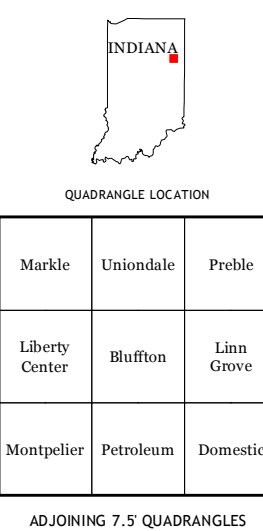 INDIANA
QUADRANGLE LOCATION
Markle Uniondale Preble
Liberty
Center
Bluffton
Linn
Grove
Montpelier Petroleum Domestic
ADJOINING 7.5' QUADRANGLES